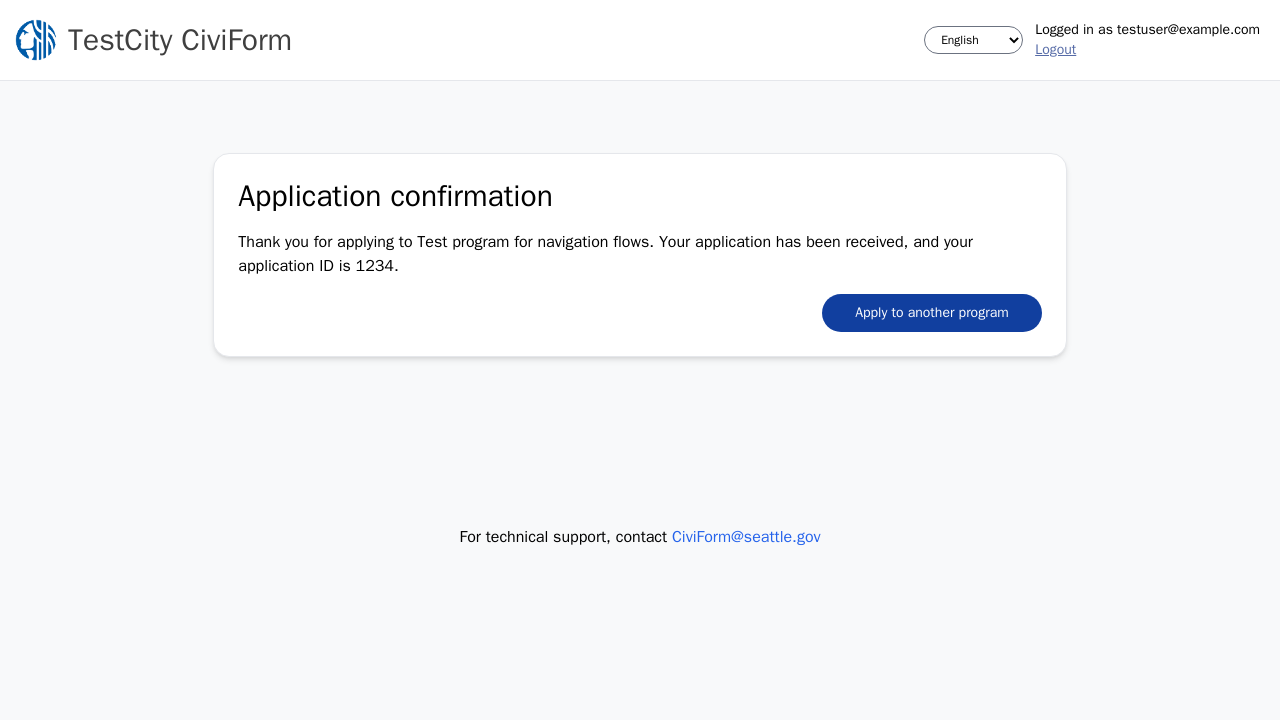 TestCity CiviForm
English
Logged in as testuser@example.com
Logout
Application confirmation
Thank you for applying to Test program for navigation flows. Your application has been received, and your
application ID is 1234.
Apply to another program
For technical support, contact CiviForm@seattle.gov